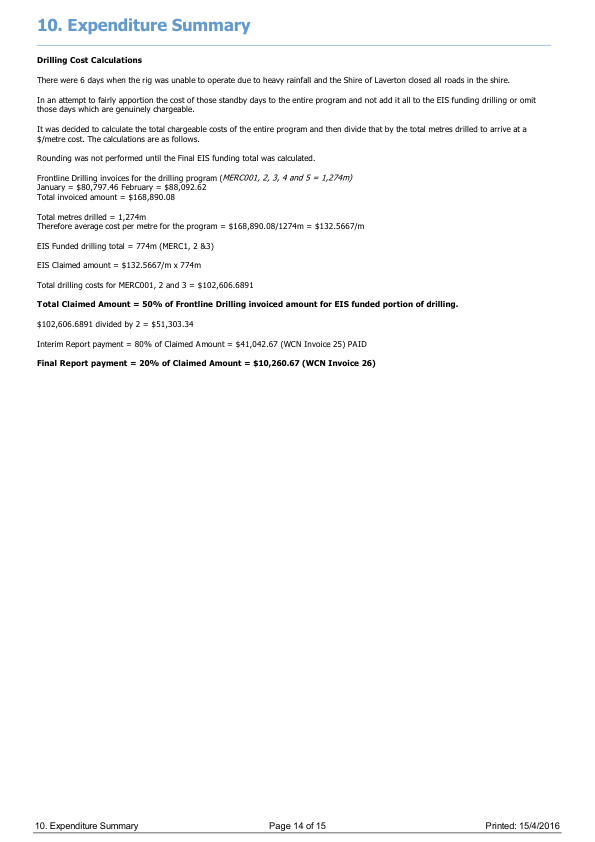 10. Expenditure Summary
Drilling Cost Calculations
There were 6 days when the rig was unable to operate due to heavy rainfall and the Shire of Laverton closed all roads in the shire.
In an attempt to fairly apportion the cost of those standby days to the entire program and not add it all to the EIS funding drilling or omit
those days which are genuinely chargeable.
It was decided to calculate the total chargeable costs of the entire program and then divide that by the total metres drilled to arrive at a
$/metre cost. The calculations are as follows.
Rounding was not performed until the Final EIS funding total was calculated.
Frontline Drilling invoices for the drilling program (MERC001, 2, 3, 4 and 5 = 1,274m)
January = $80,797.46 February = $88,092.62
Total invoiced amount = $168,890.08
Total metres drilled = 1,274m
Therefore average cost per metre for the program = $168,890.08/1274m = $132.5667/m
EIS Funded drilling total = 774m (MERC1, 2 &3)
EIS Claimed amount = $132.5667/m x 774m
Total drilling costs for MERC001, 2 and 3 = $102,606.6891
Total Claimed Amount = 50% of Frontline Drilling invoiced amount for EIS funded portion of drilling.
$102,606.6891 divided by 2 = $51,303.34
Interim Report payment = 80% of Claimed Amount = $41,042.67 (WCN Invoice 25) PAID
Final Report payment = 20% of Claimed Amount = $10,260.67 (WCN Invoice 26)
10. Expenditure Summary Page 14 of 15 Printed: 15/4/2016